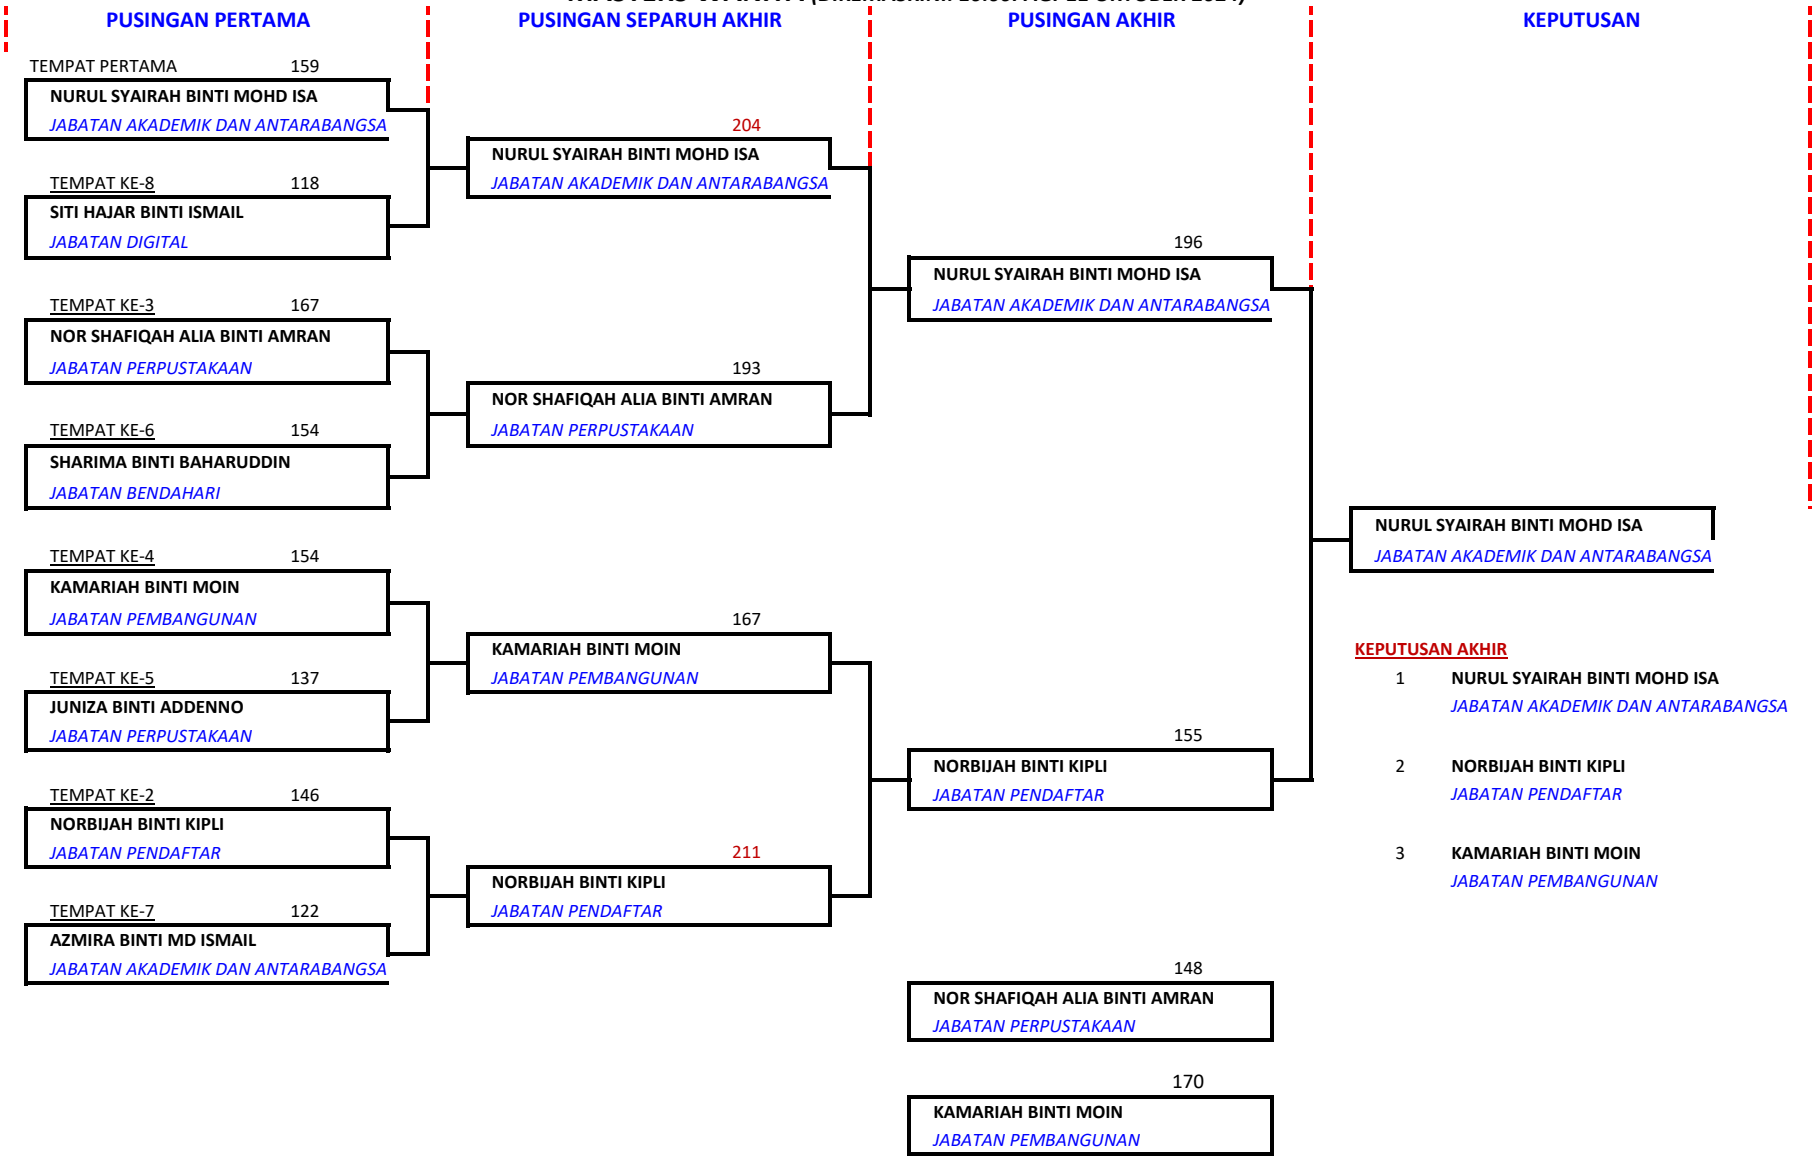 PUSINGAN PERTAMA
PUSINGAN SEPARUH AKHIR
PUSINGAN AKHIR
KEPUTUSAN
TEMPAT PERTAMA 159
NURUL SYAIRAH BINTI MOHD ISA
JABATAN AKADEMIK DAN ANTARABANGSA
TEMPAT KE-8 118
SITI HAJAR BINTI ISMAIL
JABATAN DIGITAL
TEMPAT KE-3 167
NOR SHAFIQAH ALIA BINTI AMRAN
JABATAN PERPUSTAKAAN
TEMPAT KE-6 154
SHARIMA BINTI BAHARUDDIN
JABATAN BENDAHARI
TEMPAT KE-4 154
KAMARIAH BINTI MOIN
JABATAN PEMBANGUNAN
TEMPAT KE-5 137
JUNIZA BINTI ADDENNO
JABATAN PERPUSTAKAAN
TEMPAT KE-2 146
NORBIJAH BINTI KIPLI
JABATAN PENDAFTAR
TEMPAT KE-7 122
AZMIRA BINTI MD ISMAIL
JABATAN AKADEMIK DAN ANTARABANGSA
204
NURUL SYAIRAH BINTI MOHD ISA
JABATAN AKADEMIK DAN ANTARABANGSA
193
NOR SHAFIQAH ALIA BINTI AMRAN
JABATAN PERPUSTAKAAN
167
KAMARIAH BINTI MOIN
JABATAN PEMBANGUNAN
211
NORBIJAH BINTI KIPLI
JABATAN PENDAFTAR
196
NURUL SYAIRAH BINTI MOHD ISA
JABATAN AKADEMIK DAN ANTARABANGSA
155
NORBIJAH BINTI KIPLI
JABATAN PENDAFTAR
148
NOR SHAFIQAH ALIA BINTI AMRAN
JABATAN PERPUSTAKAAN
170
KAMARIAH BINTI MOIN
JABATAN PEMBANGUNAN
NURUL SYAIRAH BINTI MOHD ISA
JABATAN AKADEMIK DAN ANTARABANGSA
KEPUTUSAN AKHIR
1 NURUL SYAIRAH BINTI MOHD ISA
JABATAN AKADEMIK DAN ANTARABANGSA
2 NORBIJAH BINTI KIPLI
JABATAN PENDAFTAR
3 KAMARIAH BINTI MOIN
JABATAN PEMBANGUNAN